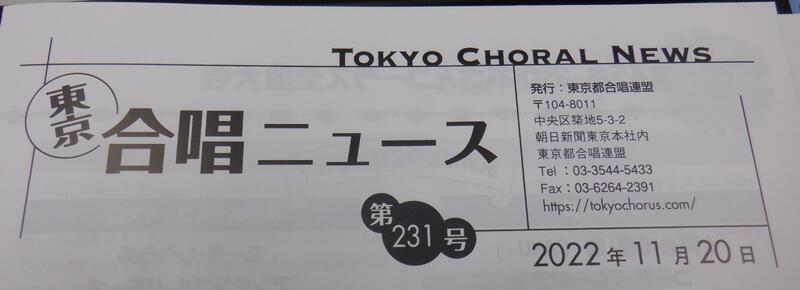 TOKYO CHORAL NEWS
東京
合唱ニュース
第
231
号
発行：東京都合唱連盟
〒104-8011
中央区築地5-3-2
朝日新聞東京本社内
東京都合唱連盟
Tel：03-3544-5433
Fax：03-6264-2391
https://tokyochorus.com/
2022年11月20日